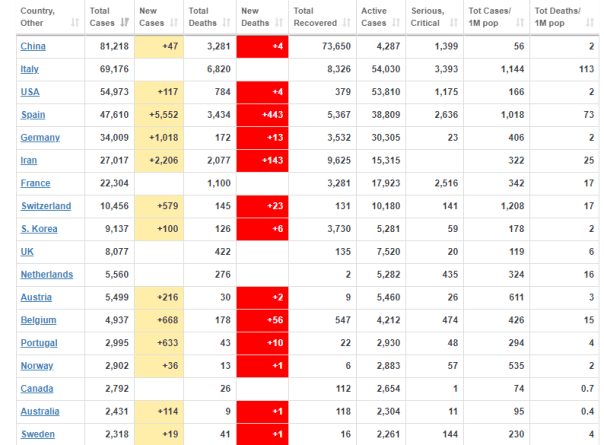 Country, Other Total Cases New Cases Total Deaths New Deaths Total Recovered Active Cases Serious, Critical Tot Cases/ 1M pop Tot Deaths/ 1M pop
China 81,218 +47 3,281 +4 73,650 4,287 1,399 56 2
Italy 69,176 6,820 8,326 54,030 3,393 1,144 113
USA 54,973 +117 784 +4 379 53,810 1,175 166 2
Spain 47,610 +5,552 3,434 +443 5,367 38,809 2,636 1,018 73
Germany 34,009 +1,018 172 +13 3,532 30,305 23 406 2
Iran 27,017 +2,206 2,077 +143 9,625 15,315 322 25
France 22,304 1,100 3,281 17,923 2,516 342 17
Switzerland 10,456 +579 145 +23 131 10,180 141 1,208 17
S. Korea 9,137 +100 126 +6 3,730 5,281 59 178 2
UK 8,077 422 135 7,520 20 119 6
Netherlands 5,560 276 2 5,282 435 324 16
Austria 5,499 +216 30 +2 9 5,460 26 611 3
Belgium 4,937 +668 178 +56 547 4,212 474 426 15
Portugal 2,995 +633 43 +10 22 2,930 48 294 4
Norway 2,902 +36 13 +1 6 2,883 57 535 2
Canada 2,792 26 112 2,654 1 74 0.7
Australia 2,431 +114 9 +1 118 2,304 11 95 0.4
Sweden 2,318 +19 41 +1 16 2,261 144 230 4